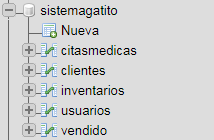 sistemagatito
Nueva
citasmedicas
clientes
inventarios
usuarios
vendido